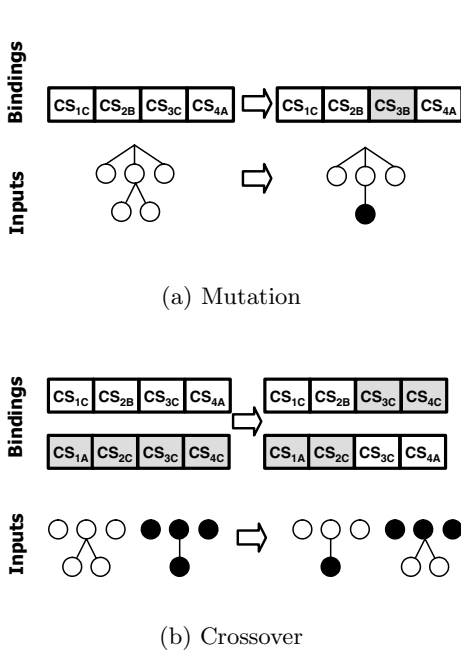 Bindings
CS1C CS2B CS3C CS4A CS1C CS2B CS3B CS4A
Inputs
(a) Mutation
Bindings
CS1C CS2B CS3C CS4A CS1C CS2B CS3C CS4C
CS1A CS2C CS3C CS4C CS1A CS2C CS3C CS4A
Inputs
(b) Crossover